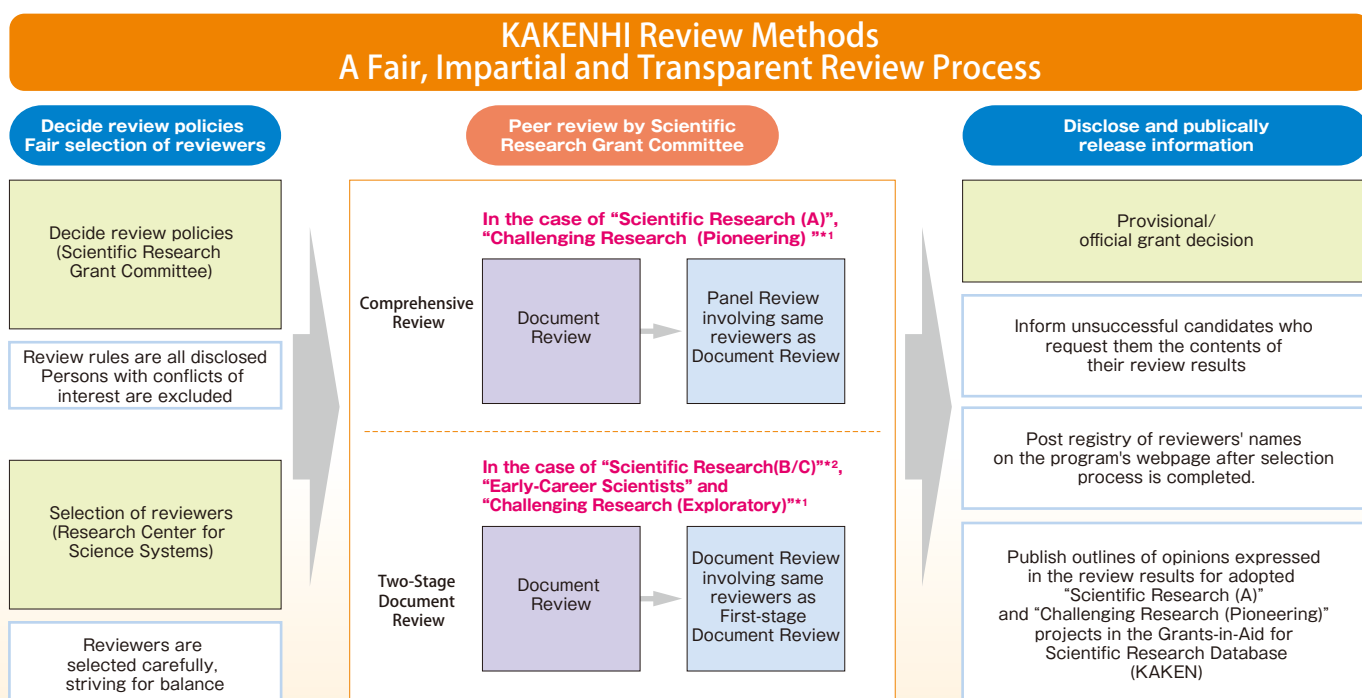 KAKENHI Review Methods
A Fair, Impartial and Transparent Review Process
Decide review policies
Fair selection of reviewers
Decide review policies
(Scientific Research
Grant Committee)
Review rules are all disclosed
Persons with conflicts of
interest are excluded
Selection of reviewers
(Research Center for
Science Systems)
Reviewers are
selected carefully,
striving for balance
Peer review by Scientific
Research Grant Committee
In the case of “Scientific Research (A)”,
“Challenging Research (Pioneering) ”*1
Comprehensive
Review
Document
Review
Panel Review
involving same
reviewers as
Document Review
In the case of “Scientific Research(B/C)”*2,
“Early-Career Scientists” and
“Challenging Research (Exploratory)”*1
Two-Stage
Document
Review
Document
Review
Document Review
involving same
reviewers as
First-stage
Document Review
Disclose and publically
release information
Provisional/
official grant decision
Inform unsuccessful candidates who
request them the contents of
their review results
Post registry of reviewers' names
on the program's webpage after selection
process is completed.
Publish outlines of opinions expressed
in the review results for adopted
“Scientific Research (A)”
and “Challenging Research (Pioneering)”
projects in the Grants-in-Aid for
Scientific Research Database
(KAKEN)